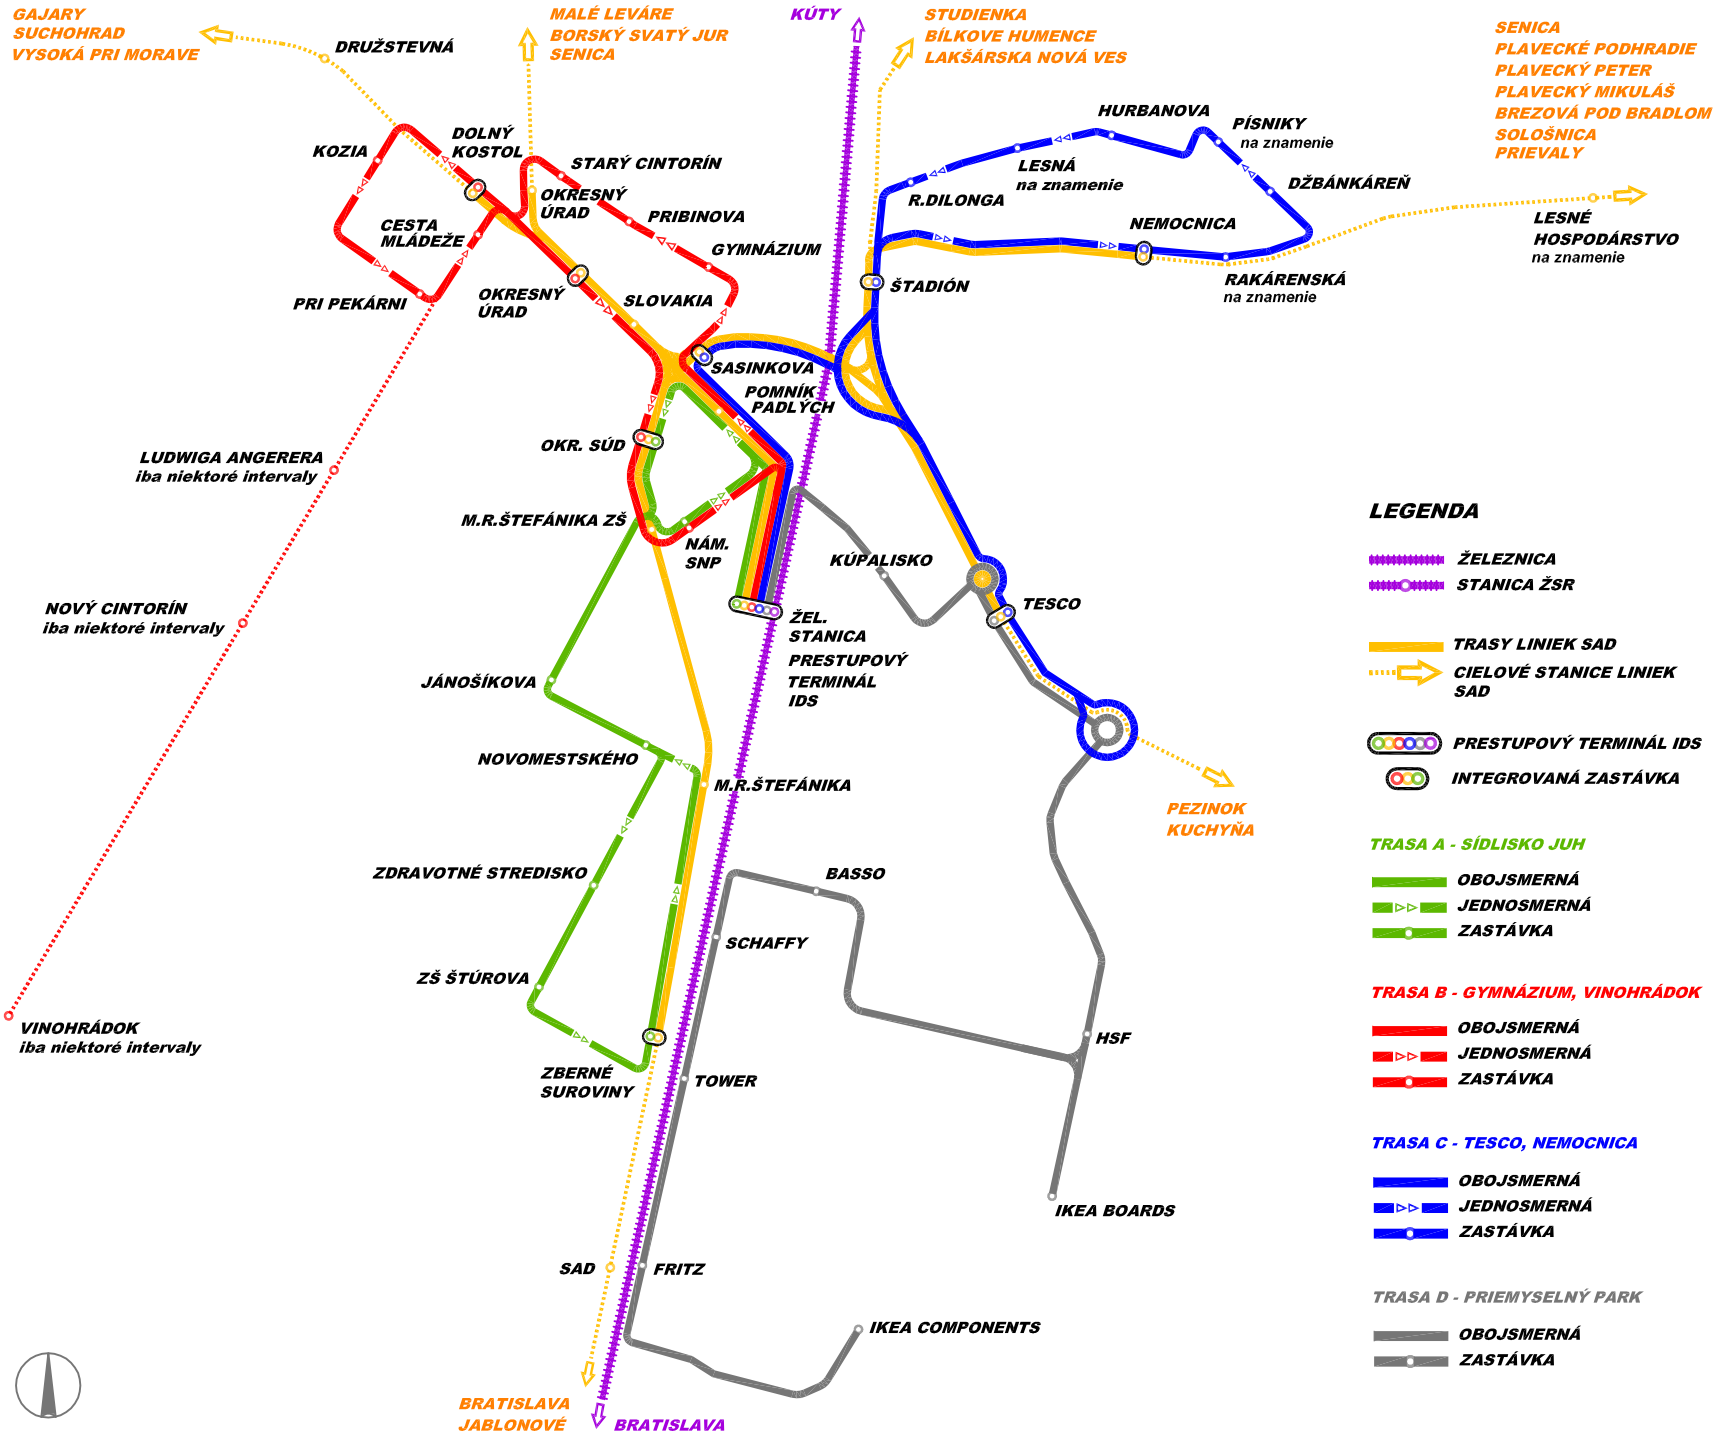 GAJARY
SUCHOHRAD
VYSOKÁ PRI MORAVE
DRUŽSTEVNÁ
MALÉ LEVÁRE
BORSKÝ SVATÝ JUR
SENICA
KÚTY
STUDIENKA
BÍLKOVE HUMENCE
LAKŠÁRSKA NOVÁ VES
SENICA
PLAVECKÉ PODHRADIE
PLAVECKÝ PETER
PLAVECKÝ MIKULÁŠ
BREZOVÁ POD BRADLOM
SOLOŠNICA
PRIEVALY
KOZIA
DOLNÝ
KOSTOL
STARÝ CINTORÍN
OKRESNÝ
ÚRAD
PRIBINOVA
GYMNÁZIUM
CESTA
MLÁDEŽE
PRI PEKÁRNI
OKRESNÝ
ÚRAD
SLOVAKIA
HURBANOVA
PÍSNIKY
na znamenie
LESNÁ
na znamenie
R.DILONGA
DŽBÁNKÁREŇ
NEMOCNICA
RAKÁRENSKÁ
na znamenie
LESNÉ
HOSPODÁRSTVO
na znamenie
ŠTADIÓN
SASINKOVA
POMNÍK
PADLÝCH
OKR. SÚD
LUDWIGA ANGERERA
iba niektoré intervaly
M.R.ŠTEFÁNIKA ZŠ
NÁM.
SNP
KÚPALISKO
TESCO
NOVÝ CINTORÍN
iba niektoré intervaly
ŽEL.
STANICA
PRESTUPOVÝ
TERMINÁL
IDS
JÁNOŠÍKOVA
NOVOMESTSKÉHO
M.R.ŠTEFÁNIKA
PEZINOK
KUCHYŇA
ZDRAVOTNÉ STREDISKO
BASSO
SCHAFFY
ZŠ ŠTÚROVA
VINOHRÁDOK
iba niektoré intervaly
HSF
ZBERNÉ
SUROVINY
TOWER
IKEA BOARDS
SAD
FRITZ
IKEA COMPONENTS
BRATISLAVA
JABLONOVÉ
BRATISLAVA
LEGENDA
ŽELEZNICA
STANICA ŽSR
TRASY LINIEK SAD
CIELOVÉ STANICE LINIEK
SAD
PRESTUPOVÝ TERMINÁL IDS
INTEGROVANÁ ZASTÁVKA
TRASA A - SÍDLISKO JUH
OBOJSMERNÁ
JEDNOSMERNÁ
ZASTÁVKA
TRASA B - GYMNÁZIUM, VINOHRÁDOK
OBOJSMERNÁ
JEDNOSMERNÁ
ZASTÁVKA
TRASA C - TESCO, NEMOCNICA
OBOJSMERNÁ
JEDNOSMERNÁ
ZASTÁVKA
TRASA D - PRIEMYSELNÝ PARK
OBOJSMERNÁ
ZASTÁVKA